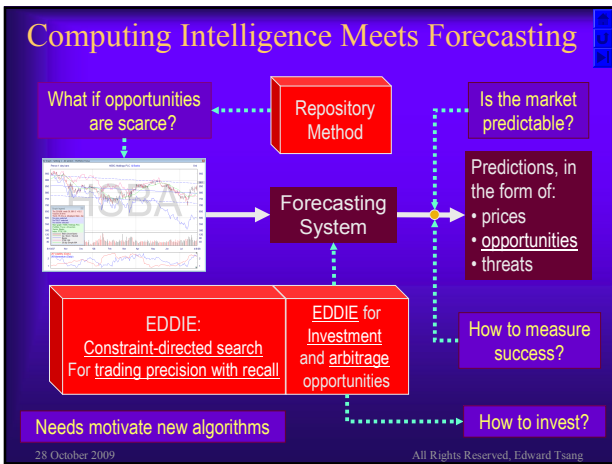 Computing Intelligence Meets Forecasting
What if opportunities
are scarce?
Repository
Method
Is the market
predictable?
HSBA
Forecasting
System
Predictions, in
the form of:
• prices
• opportunities
• threats
EDDIE:
Constraint-directed search
For trading precision with recall
EDDIE for
Investment
and arbitrage
opportunities
How to measure
success?
Needs motivate new algorithms
How to invest?
28 October 2009
All Rights Reserved, Edward Tsang